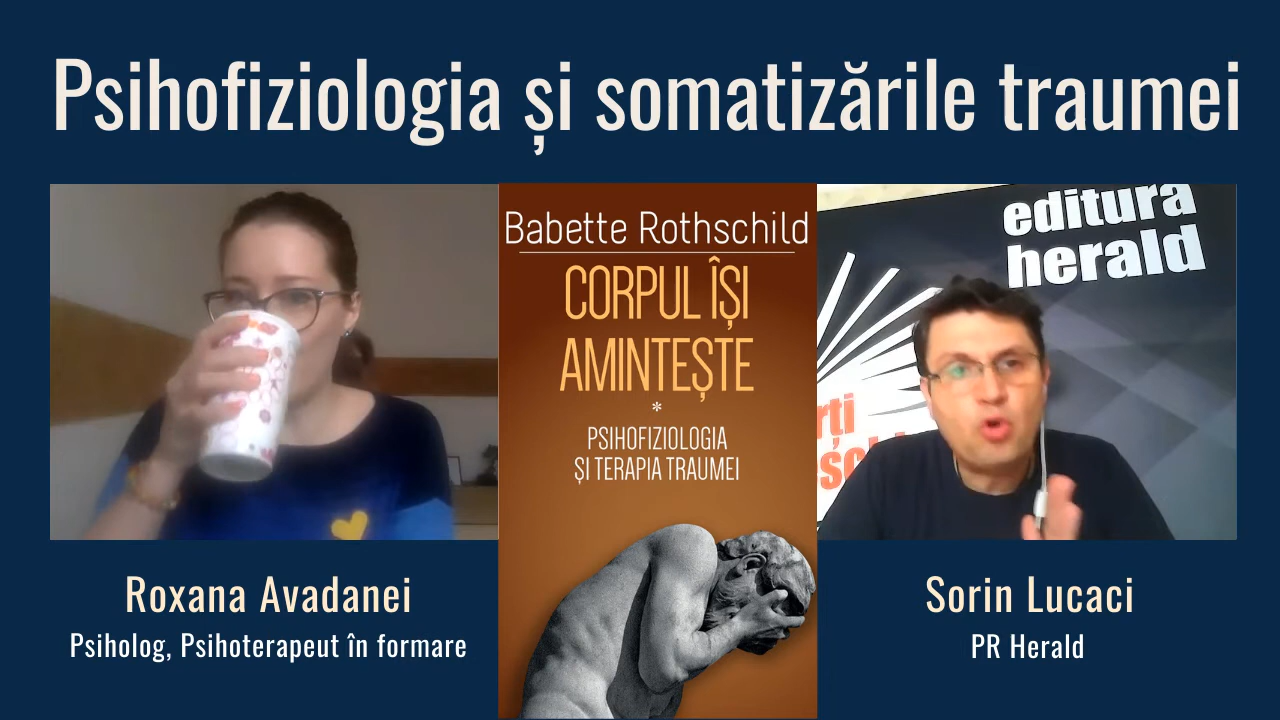 Psihofiziologia și somatizările traumei
Babette Rothschild
CORPUL ÎȘI
AMINTEȘTE
*
PSIHOFIZIOLOGIA
ȘI TERAPIA TRAUMEI
editura
herald
Roxana Avadanei
Psiholog, Psihoterapeut în formare
Sorin Lucaci
PR Herald